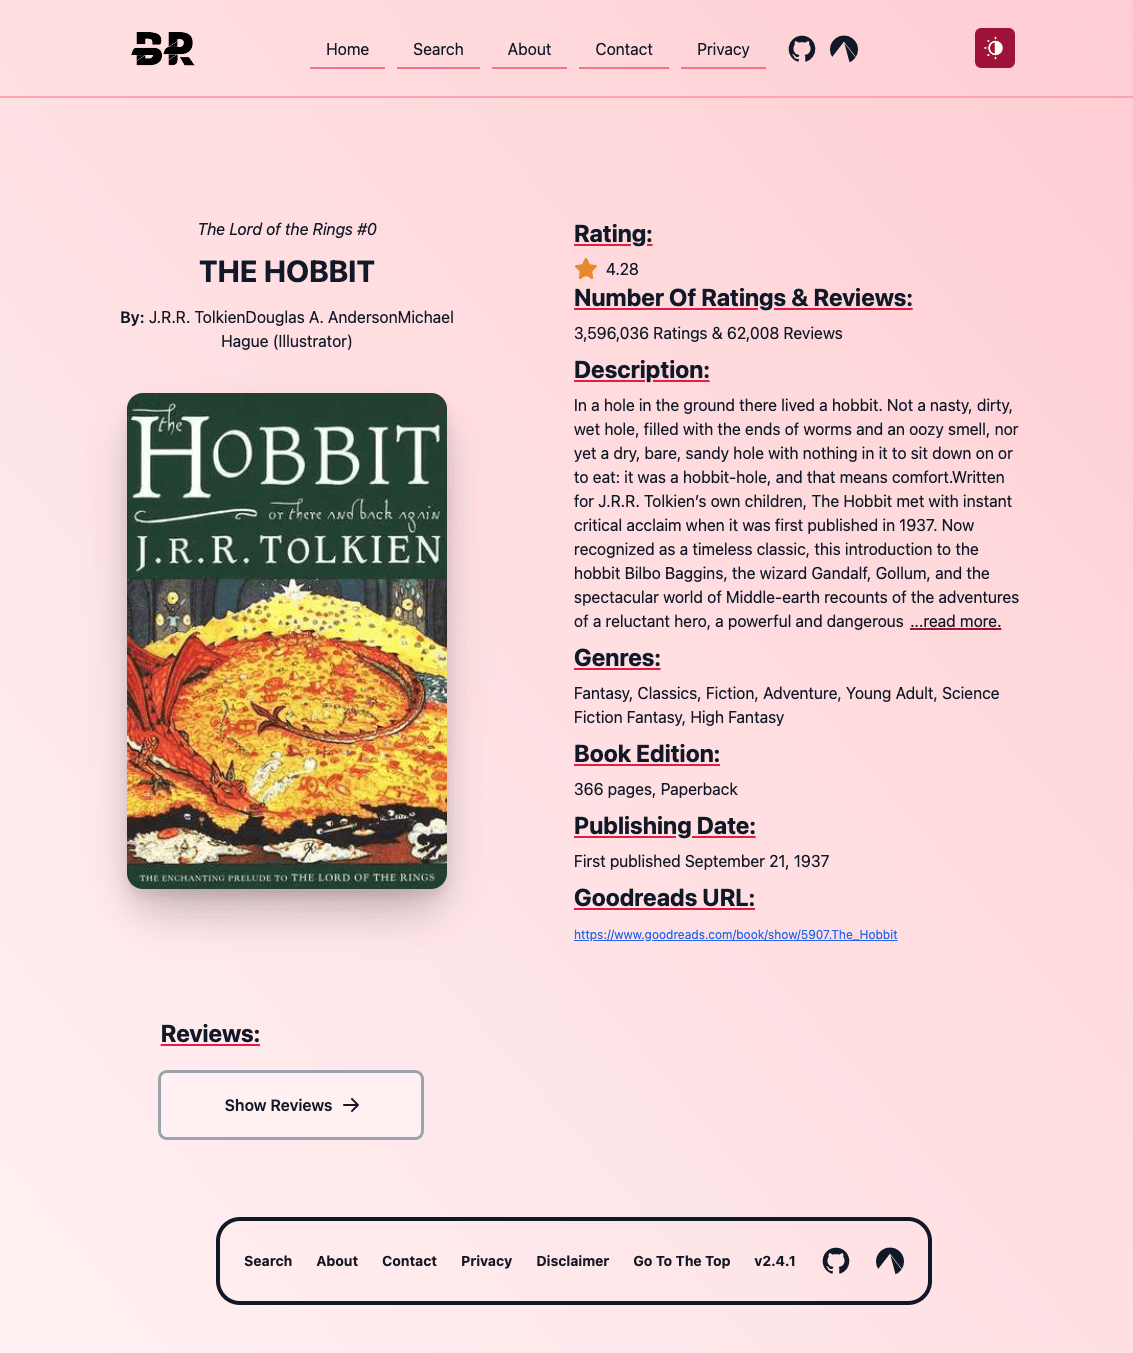 BR
Home Search About Contact Privacy
The Lord of the Rings #0
THE HOBBIT
By: J.R.R. TolkienDouglas A. AndersonMichael
Hague (Illustrator)
the
HOBBIT
or there and back again
J.R.R. TOLKIEN
THE ENCHANTING PRELUDE TO THE LORD OF THE RINGS
Rating:
4.28
Number Of Ratings & Reviews:
3,596,036 Ratings & 62,008 Reviews
Description:
In a hole in the ground there lived a hobbit. Not a nasty, dirty,
wet hole, filled with the ends of worms and an oozy smell, nor
yet a dry, bare, sandy hole with nothing in it to sit down on or
to eat: it was a hobbit-hole, and that means comfort.Written
for J.R.R. Tolkien’s own children, The Hobbit met with instant
critical acclaim when it was first published in 1937. Now
recognized as a timeless classic, this introduction to the
hobbit Bilbo Baggins, the wizard Gandalf, Gollum, and the
spectacular world of Middle-earth recounts of the adventures
of a reluctant hero, a powerful and dangerous ...read more.
Genres:
Fantasy, Classics, Fiction, Adventure, Young Adult, Science
Fiction Fantasy, High Fantasy
Book Edition:
366 pages, Paperback
Publishing Date:
First published September 21, 1937
Goodreads URL:
https://www.goodreads.com/book/show/5907.The_Hobbit
Reviews:
Show Reviews
Search About Contact Privacy Disclaimer Go To The Top v2.4.1